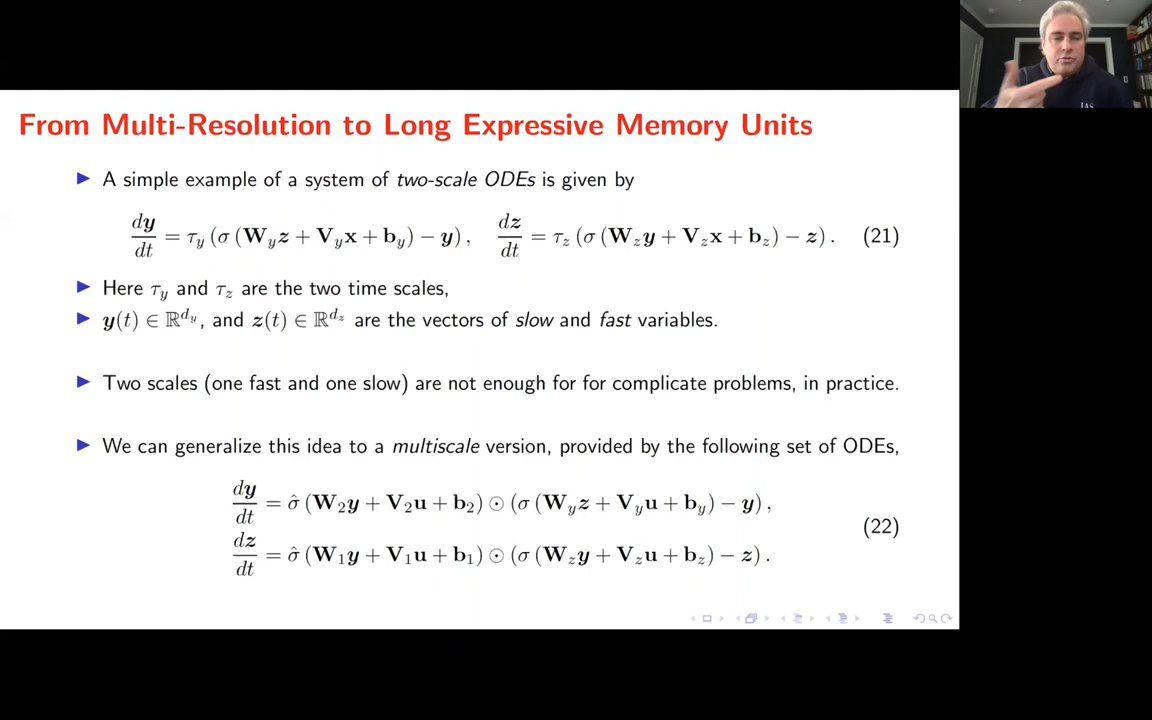 IAS
From Multi-Resolution to Long Expressive Memory Units
▶ A simple example of a system of two-scale ODEs is given by
dy/dt = τ_y (σ (W_y z + V_y x + b_y) − y), dz/dt = τ_z (σ (W_z y + V_z x + b_z) − z). (21)
▶ Here τ_y and τ_z are the two time scales,
▶ y(t) ∈ ℝ^{d_y}, and z(t) ∈ ℝ^{d_z} are the vectors of slow and fast variables.
▶ Two scales (one fast and one slow) are not enough for for complicate problems, in practice.
▶ We can generalize this idea to a multiscale version, provided by the following set of ODEs,
dy/dt = σ̂ (W_2 y + V_2 u + b_2) ⊙ (σ (W_y z + V_y u + b_y) − y),
(22)
dz/dt = σ̂ (W_1 y + V_1 u + b_1) ⊙ (σ (W_z y + V_z u + b_z) − z).